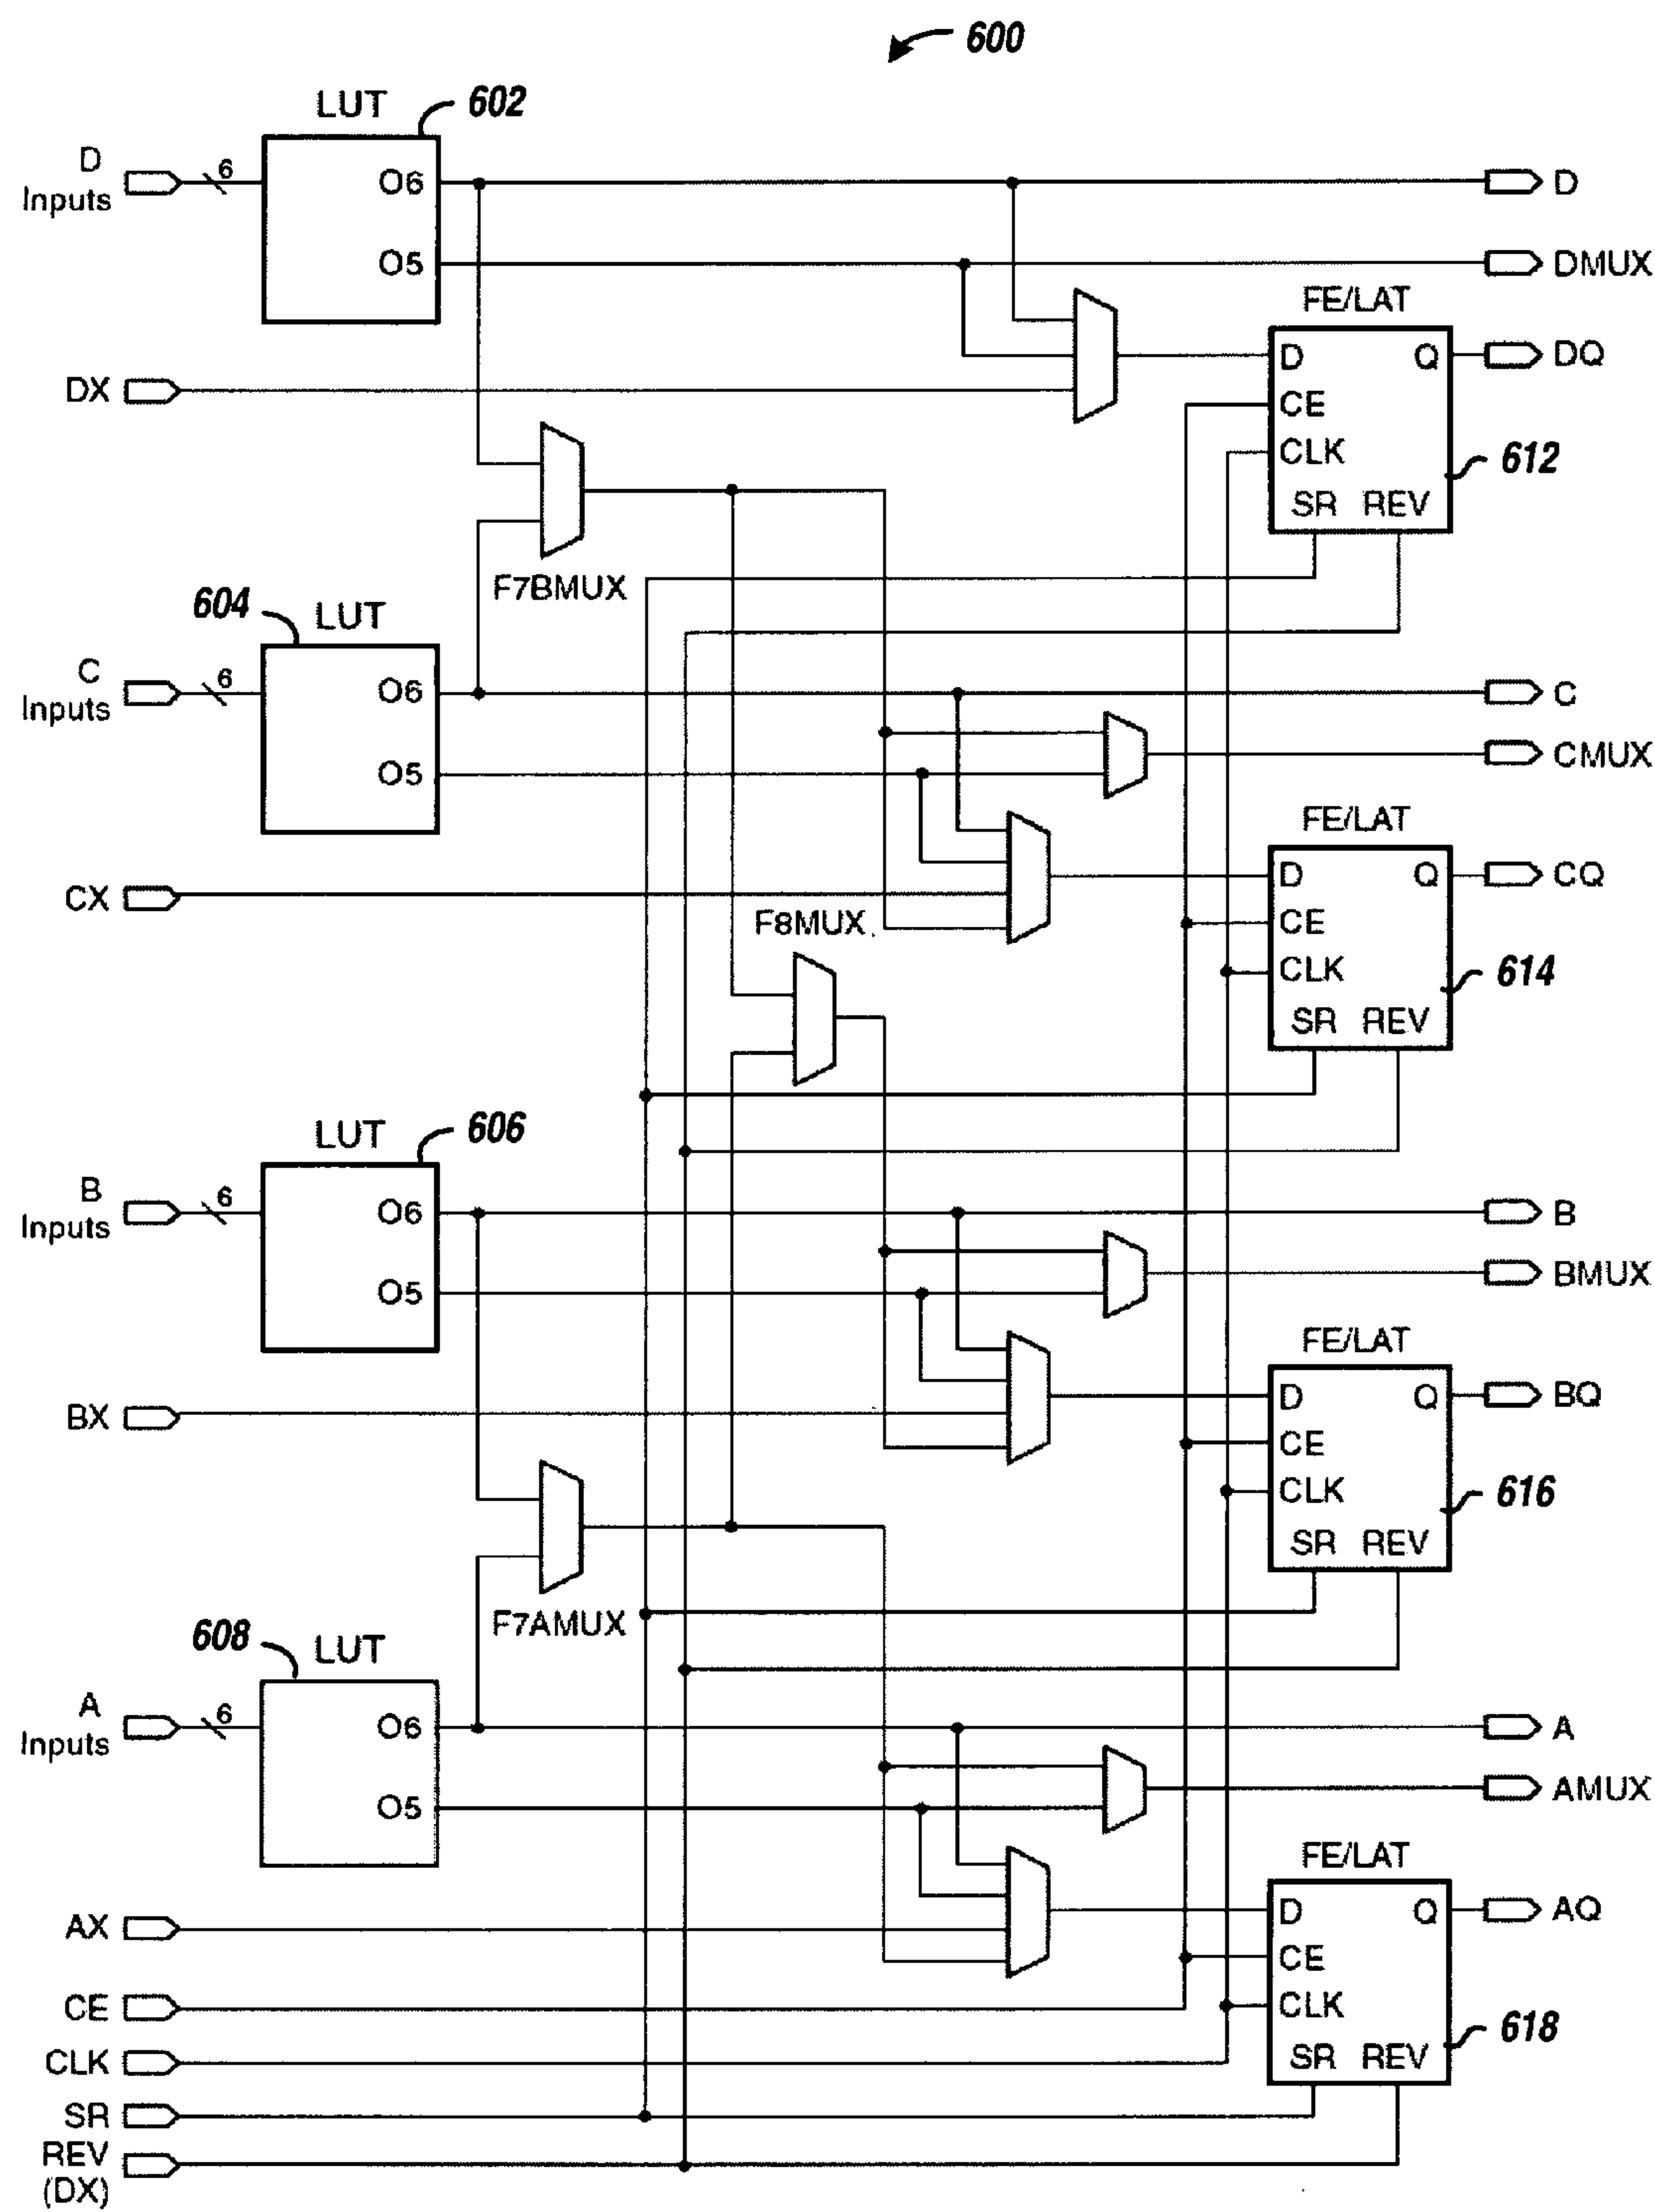 600
LUT
602
D
Inputs
6
O6
D
O5
DMUX
FE/LAT
D
Q
DQ
DX
CE
CLK
612
SR REV
F7BMUX
604
LUT
C
Inputs
6
O6
C
O5
CMUX
FE/LAT
D
Q
CQ
CX
F8MUX
CE
CLK
614
SR REV
LUT
606
B
Inputs
6
O6
B
O5
BMUX
FE/LAT
D
Q
BQ
BX
CE
CLK
616
SR REV
F7AMUX
608
LUT
A
Inputs
6
O6
A
O5
AMUX
FE/LAT
D
Q
AQ
AX
CE
CE
CLK
618
CLK
SR REV
SR
REV
(DX)